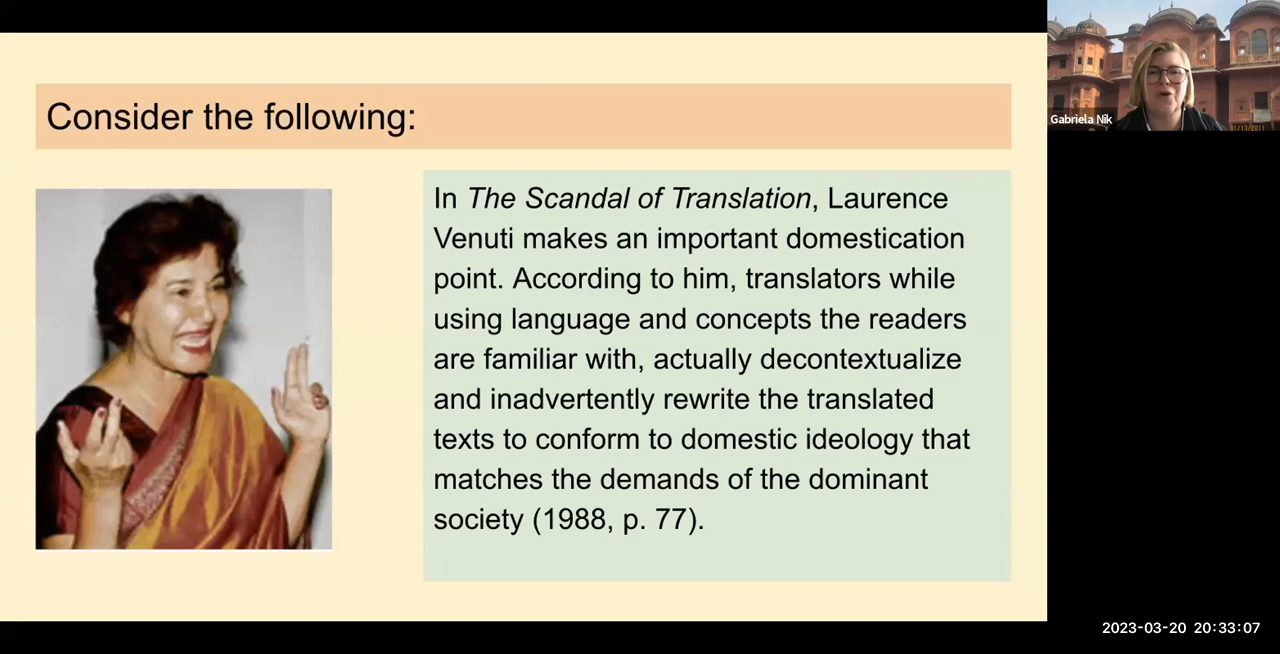 Consider the following:
In The Scandal of Translation, Laurence
Venuti makes an important domestication
point. According to him, translators while
using language and concepts the readers
are familiar with, actually decontextualize
and inadvertently rewrite the translated
texts to conform to domestic ideology that
matches the demands of the dominant
society (1988, p. 77).
Gabriela Nik
01/13/2011
2023-03-20 20:33:07